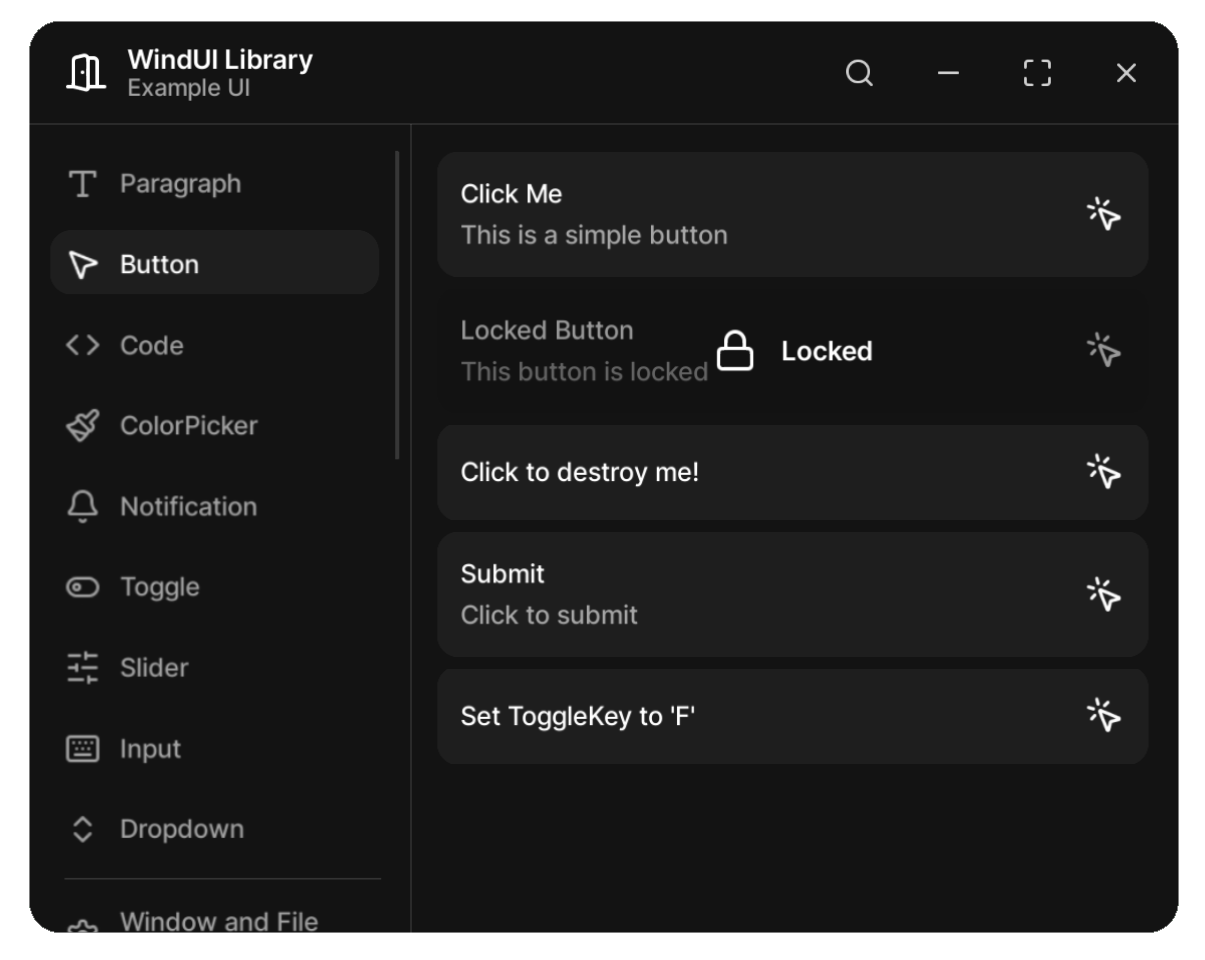 WindUI Library
Example UI
Paragraph
Button
Code
ColorPicker
Notification
Toggle
Slider
Input
Dropdown
Window and File
Click Me
This is a simple button
Locked Button
This button is locked
Locked
Click to destroy me!
Submit
Click to submit
Set ToggleKey to 'F'